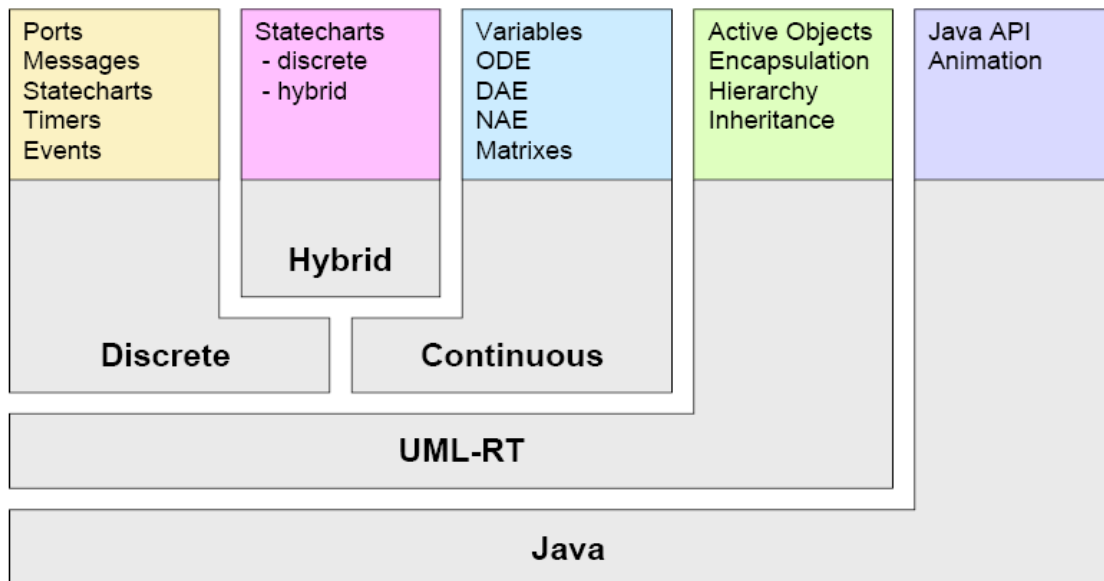 Ports
Messages
Statecharts
Timers
Events
Statecharts
- discrete
- hybrid
Variables
ODE
DAE
NAE
Matrixes
Active Objects
Encapsulation
Hierarchy
Inheritance
Java API
Animation
Hybrid
Discrete
Continuous
UML-RT
Java